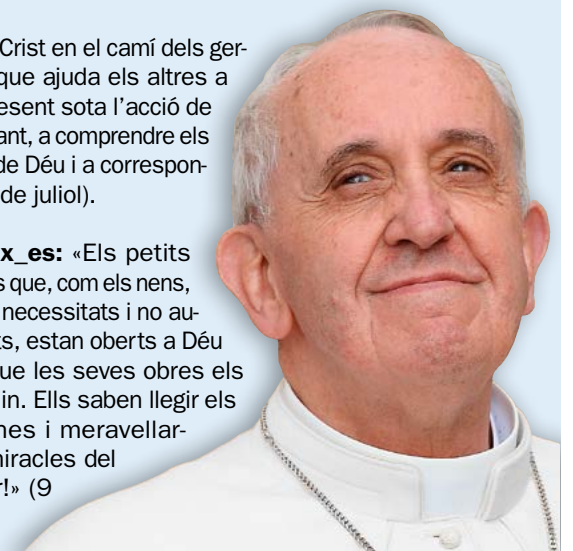 Crist en el camí dels ger-
que ajuda els altres a
esent sota l’acció de
ant, a comprendre els
de Déu i a correspon-
de juliol).
x_es: «Els petits
s que, com els nens,
necessitats i no au-
ts, estan oberts a Déu
ue les seves obres els
in. Ells saben llegir els
nes i meravellar-
miracles del
r!» (9